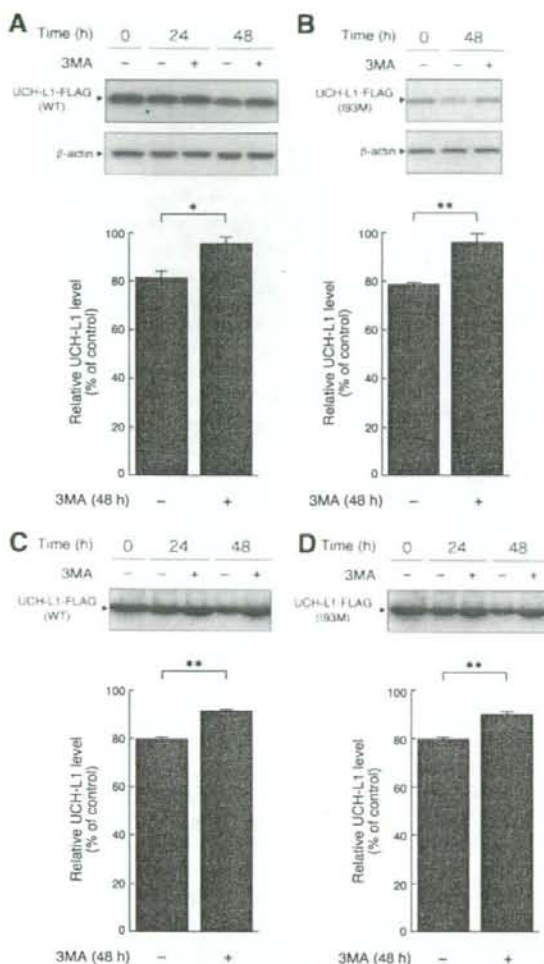 A Time (h) 0 24 48
3MA – – + – +
UCH-L1-FLAG
(WT)
β-actin
*
100
80
60
40
20
0
Relative UCH-L1 level
(% of control)
3MA (48 h) – +
B Time (h) 0 48
3MA – – +
UCH-L1-FLAG
(I93M)
β-actin
**
100
80
60
40
20
0
Relative UCH-L1 level
(% of control)
3MA (48 h) – +
C Time (h) 0 24 48
3MA – – + – +
UCH-L1-FLAG
(WT)
**
100
80
60
40
20
0
Relative UCH-L1 level
(% of control)
3MA (48 h) – +
D Time (h) 0 24 48
3MA – – + – +
UCH-L1-FLAG
(I93M)
**
100
80
60
40
20
0
Relative UCH-L1 level
(% of control)
3MA (48 h) – +